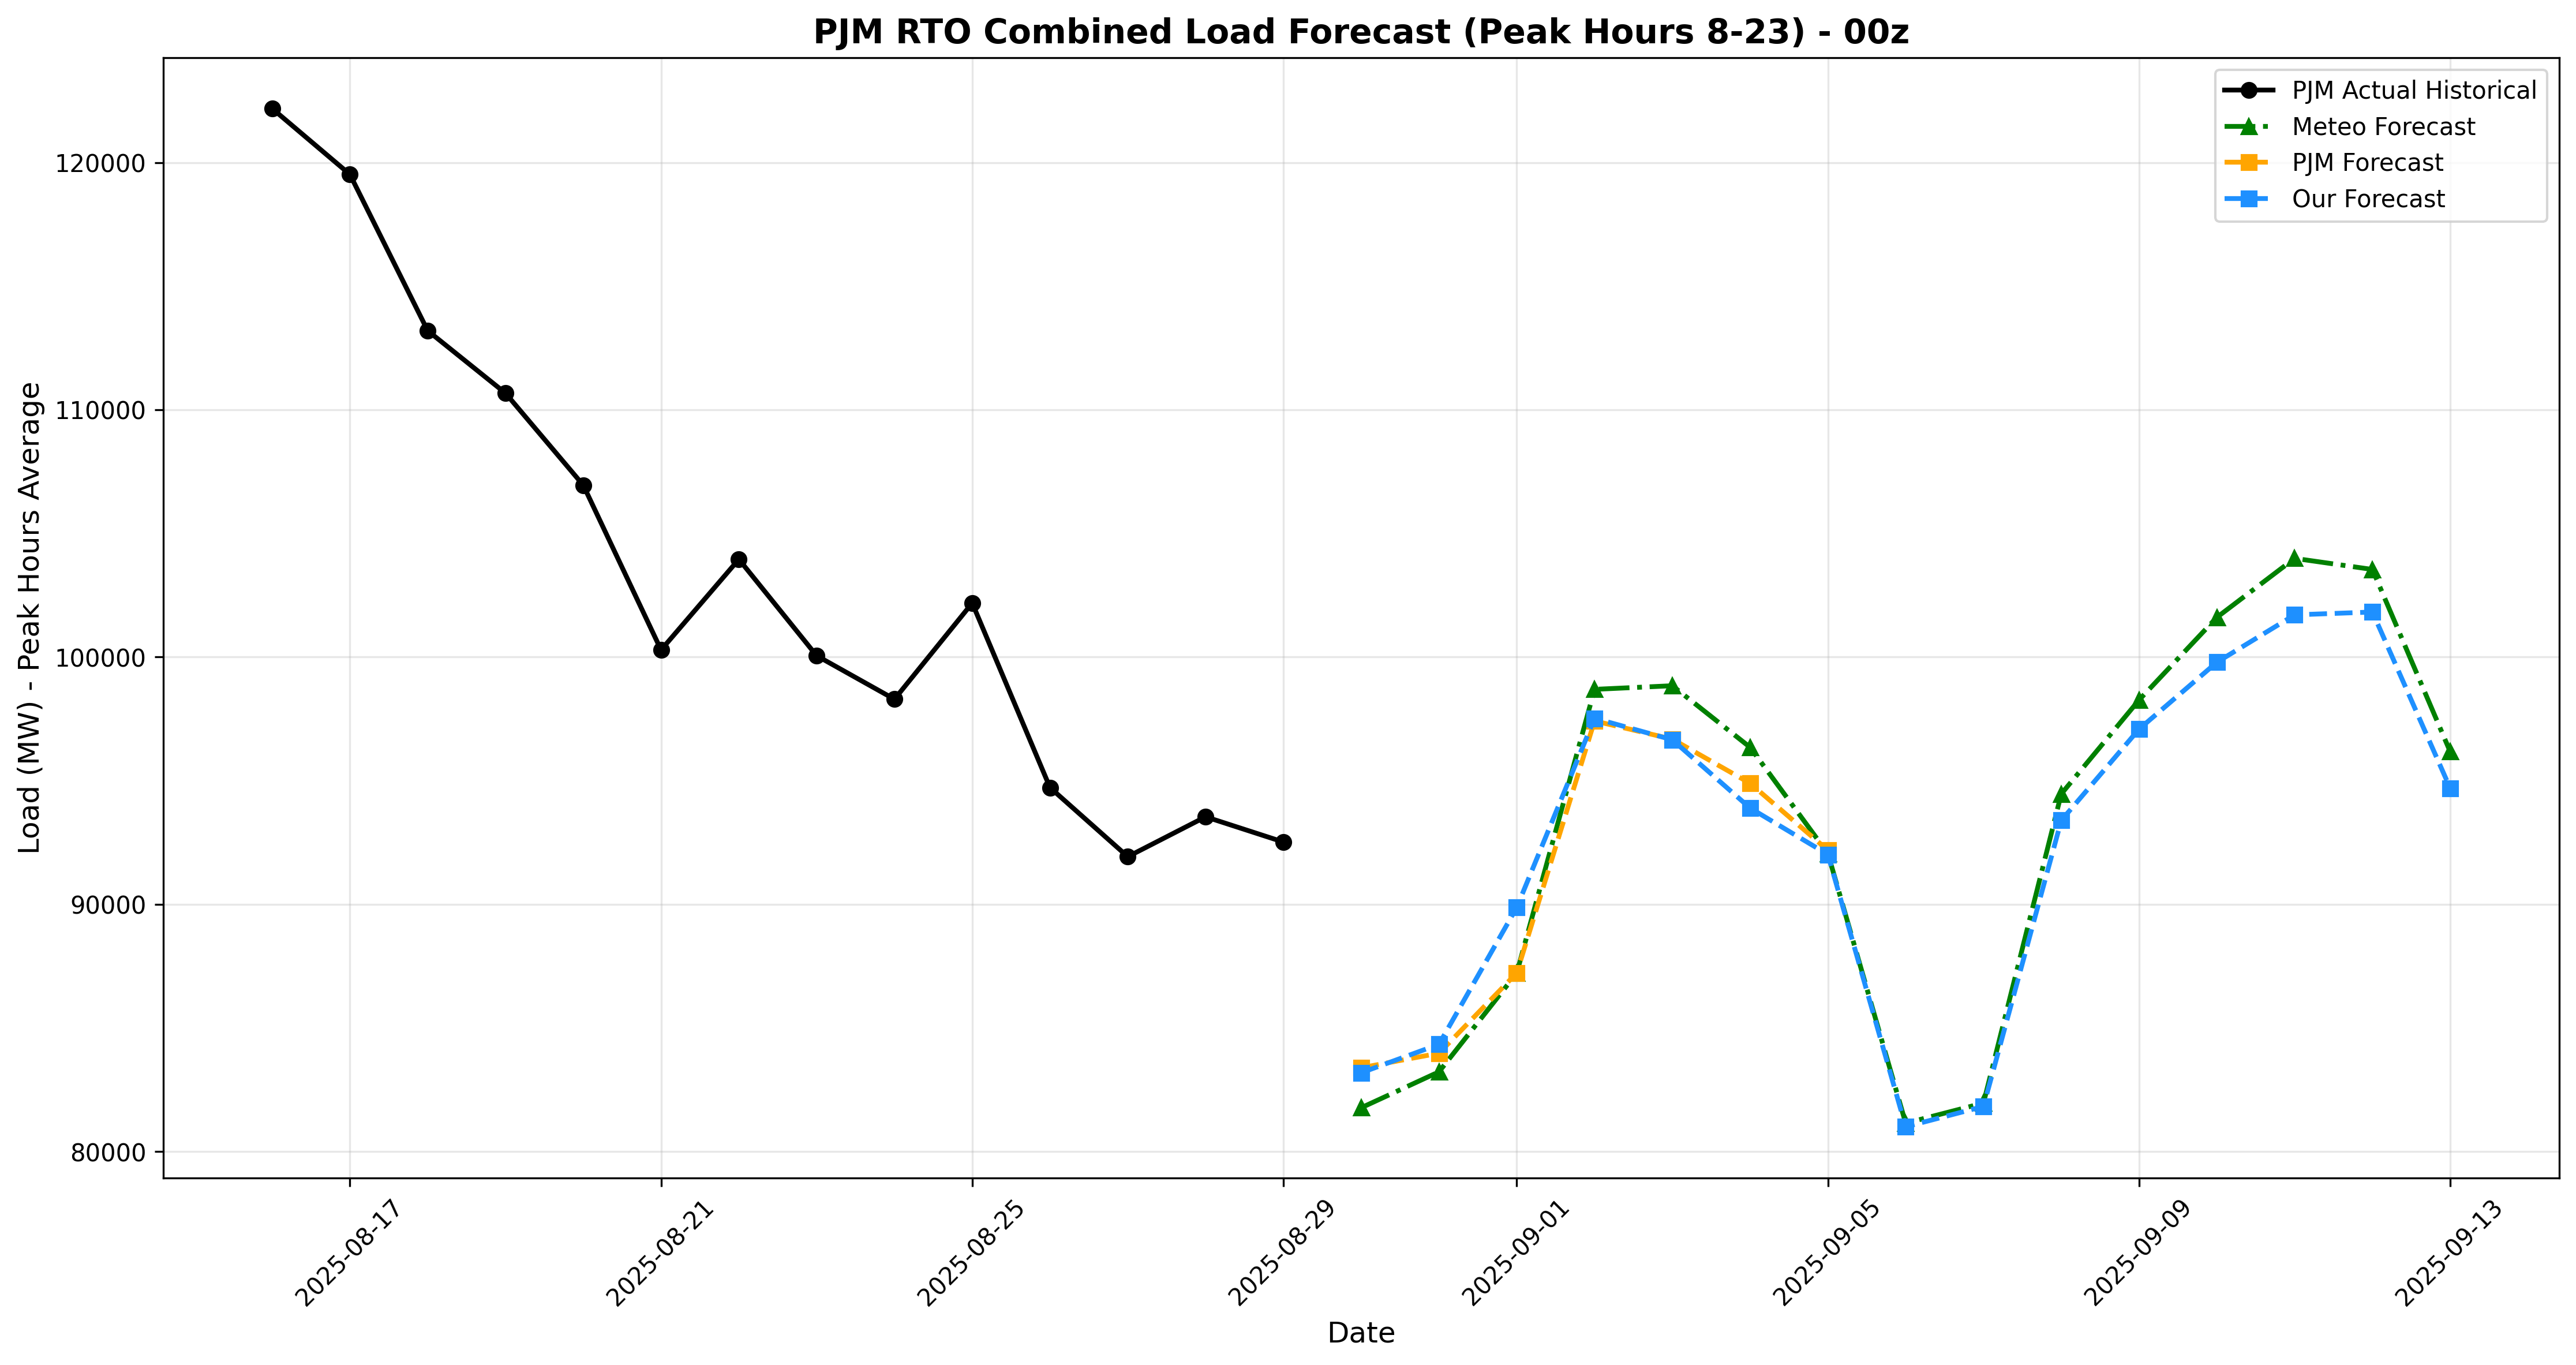 PJM RTO Combined Load Forecast (Peak Hours 8-23) - 00z
PJM Actual Historical
Meteo Forecast
PJM Forecast
Our Forecast
Load (MW) - Peak Hours Average
120000
110000
100000
90000
80000
2025-08-17
2025-08-21
2025-08-25
2025-08-29
2025-09-01
2025-09-05
2025-09-09
2025-09-13
Date